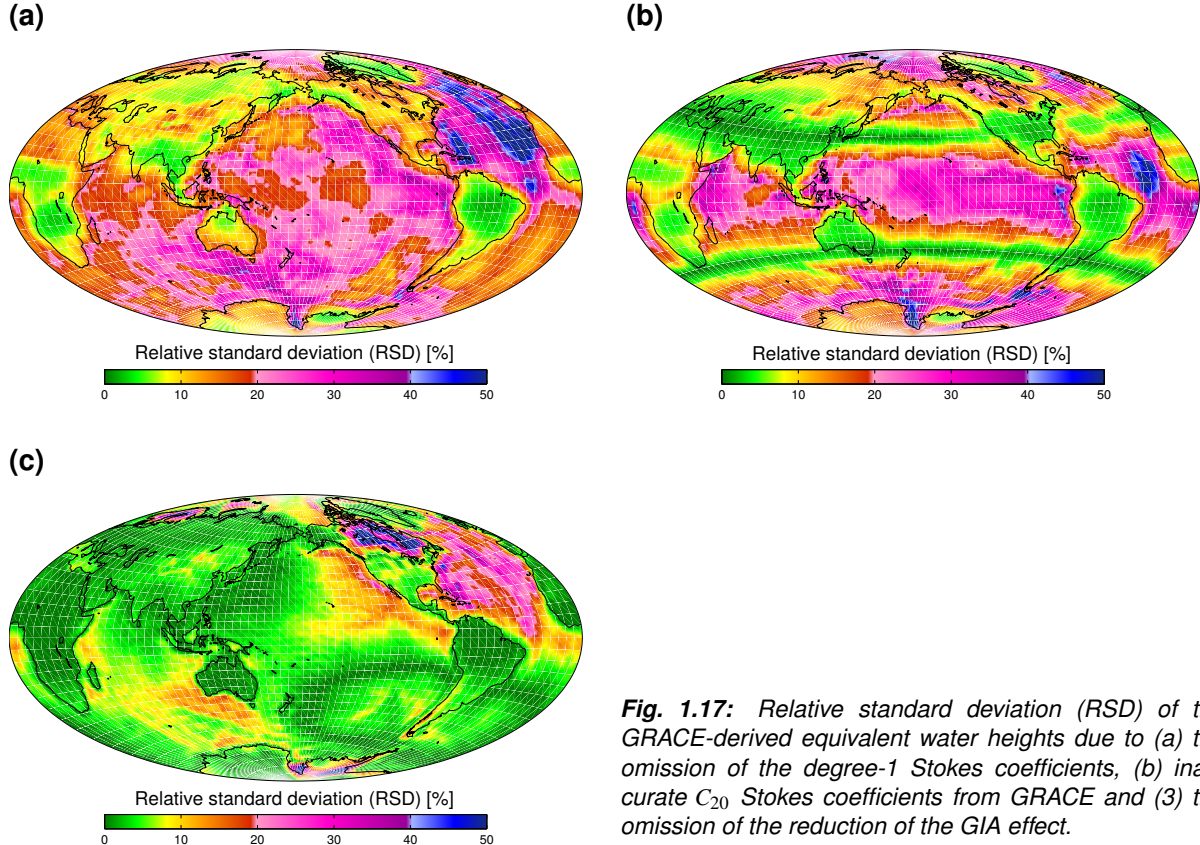 (a)
(b)
Relative standard deviation (RSD) [%]
0 10 20 30 40 50
Relative standard deviation (RSD) [%]
0 10 20 30 40 50
(c)
Relative standard deviation (RSD) [%]
0 10 20 30 40 50
Fig. 1.17: Relative standard deviation (RSD) of t
GRACE-derived equivalent water heights due to (a) t
omission of the degree-1 Stokes coefficients, (b) ina
curate C20 Stokes coefficients from GRACE and (3) t
omission of the reduction of the GIA effect.